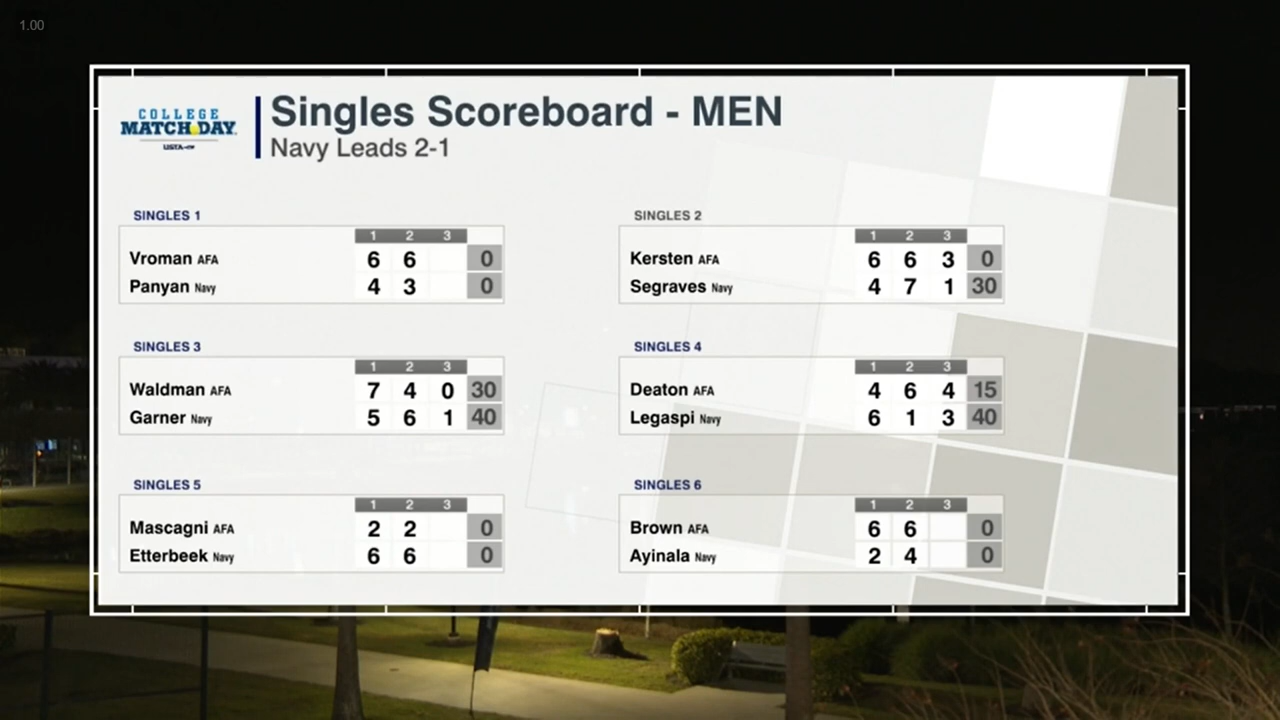 1.00
COLLEGE
MATCH DAY
USTA
Singles Scoreboard - MEN
Navy Leads 2-1
SINGLES 1
1 2 3
Vroman AFA 6 6 0
Panyan Navy 4 3 0
SINGLES 2
1 2 3
Kersten AFA 6 6 3 0
Segraves Navy 4 7 1 30
SINGLES 3
1 2 3
Waldman AFA 7 4 0 30
Garner Navy 5 6 1 40
SINGLES 4
1 2 3
Deaton AFA 4 6 4 15
Legaspi Navy 6 1 3 40
SINGLES 5
1 2 3
Mascagni AFA 2 2 0
Etterbeek Navy 6 6 0
SINGLES 6
1 2 3
Brown AFA 6 6 0
Ayinala Navy 2 4 0